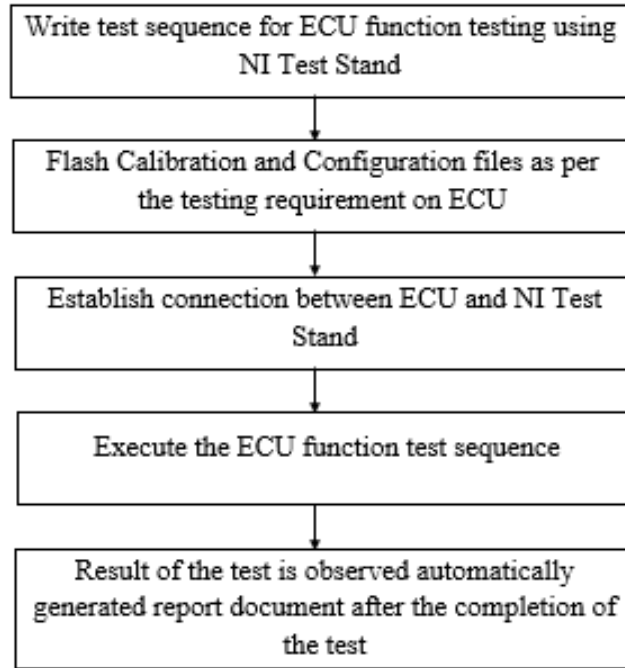 Write test sequence for ECU function testing using
NI Test Stand
Flash Calibration and Configuration files as per
the testing requirement on ECU
Establish connection between ECU and NI Test
Stand
Execute the ECU function test sequence
Result of the test is observed automatically
generated report document after the completion of
the test